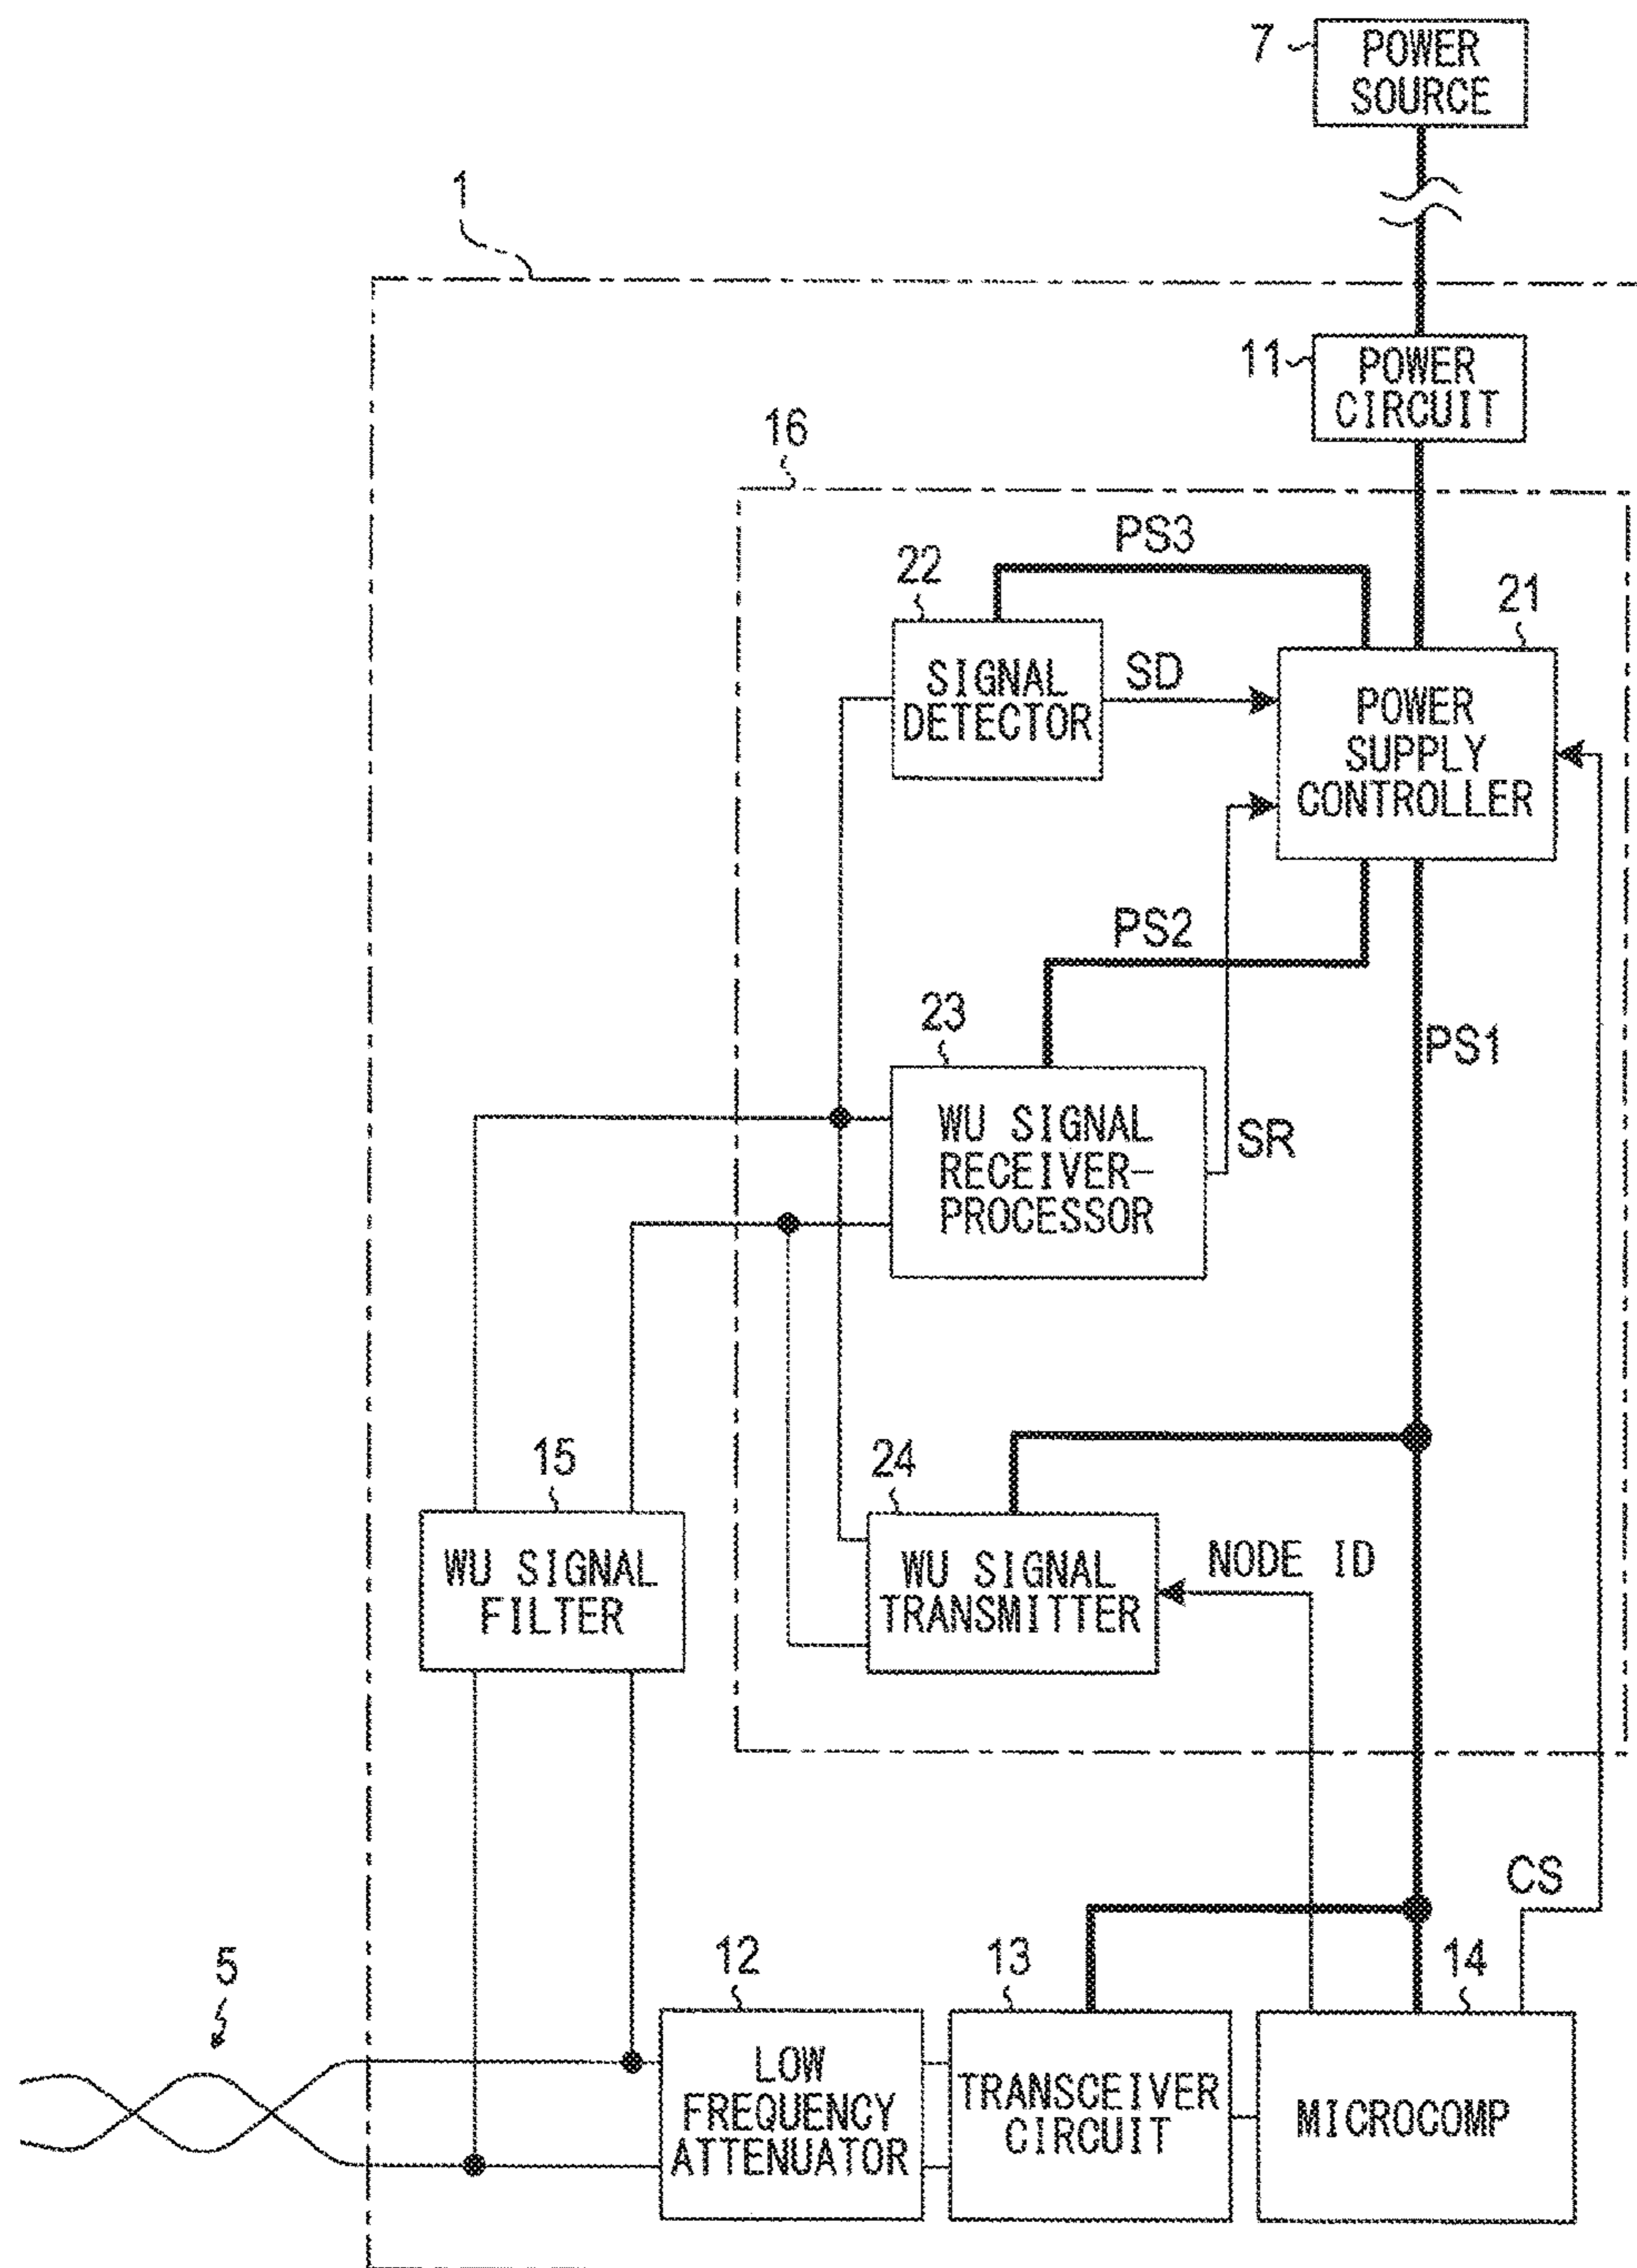 7
POWER
SOURCE
1
11
POWER
CIRCUIT
16
PS3
22
21
SIGNAL
DETECTOR
SD
POWER
SUPPLY
CONTROLLER
PS2
23
PS1
WU SIGNAL
RECEIVER-
PROCESSOR
SR
15
24
WU SIGNAL
FILTER
WU SIGNAL
TRANSMITTER
NODE ID
CS
5
12
13
14
LOW
FREQUENCY
ATTENUATOR
TRANSCEIVER
CIRCUIT
MICROCOMP